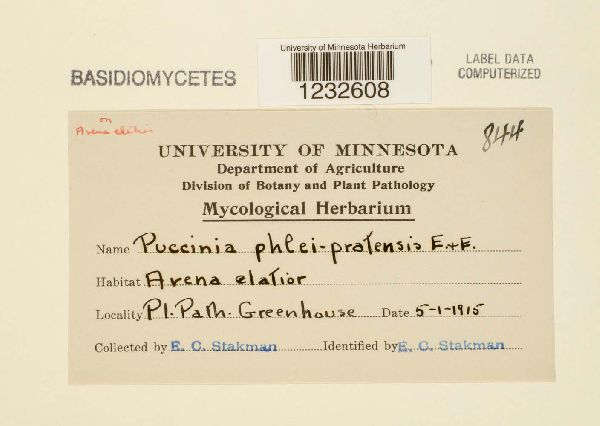 University of Minnesota Herbarium
1232608
BASIDIOMYCETES
LABEL DATA
COMPUTERIZED
on
Avena elatior
844
UNIVERSITY OF MINNESOTA
Department of Agriculture
Division of Botany and Plant Pathology
Mycological Herbarium
Name Puccinia phlei-pratensis E.+E.
Habitat Avena elatior
Locality Pl. Path. Greenhouse Date 5-1-1915
Collected by E. C. Stakman Identified by E. C. Stakman